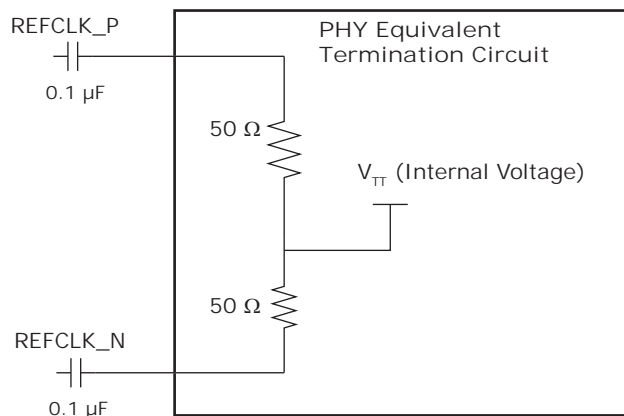 REFCLK_P
0.1 µF
PHY Equivalent
Termination Circuit
50 Ω
V_TT (Internal Voltage)
50 Ω
REFCLK_N
0.1 µF